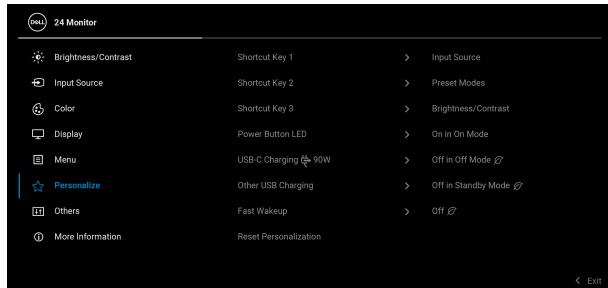 DELL 24 Monitor
Brightness/Contrast Shortcut Key 1 > Input Source
Input Source Shortcut Key 2 > Preset Modes
Color Shortcut Key 3 > Brightness/Contrast
Display Power Button LED > On in On Mode
Menu USB-C Charging 90W > Off in Off Mode
Personalize Other USB Charging > Off in Standby Mode
Others Fast Wakeup > Off
More Information Reset Personalization
< Exit